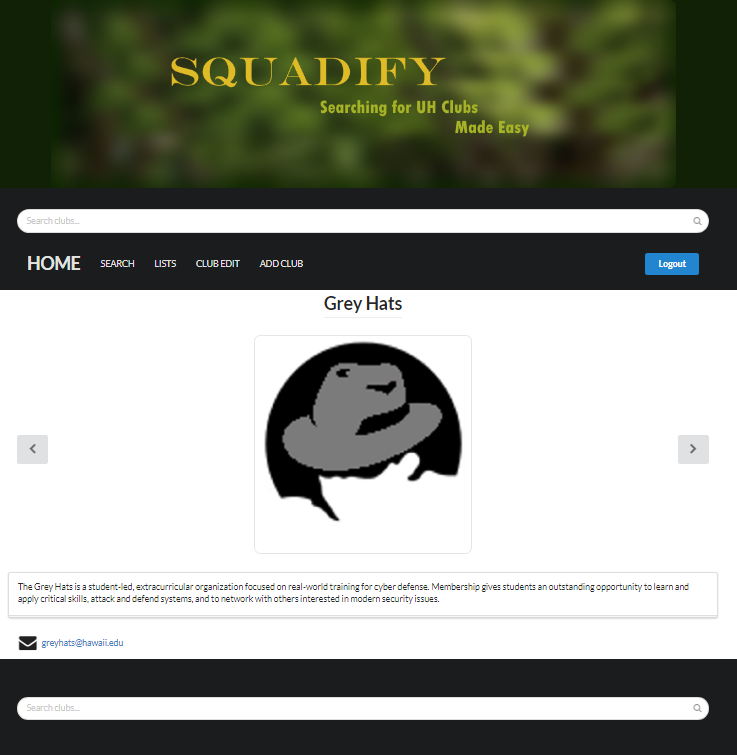 SQUADIFY
Searching for UH Clubs
Made Easy
Search clubs...
HOME SEARCH LISTS CLUB EDIT ADD CLUB Logout
Grey Hats
The Grey Hats is a student-led, extracurricular organization focused on real-world training for cyber defense. Membership gives students an outstanding opportunity to learn and
apply critical skills, attack and defend systems, and to network with others interested in modern security issues.
greyhats@hawaii.edu
Search clubs...